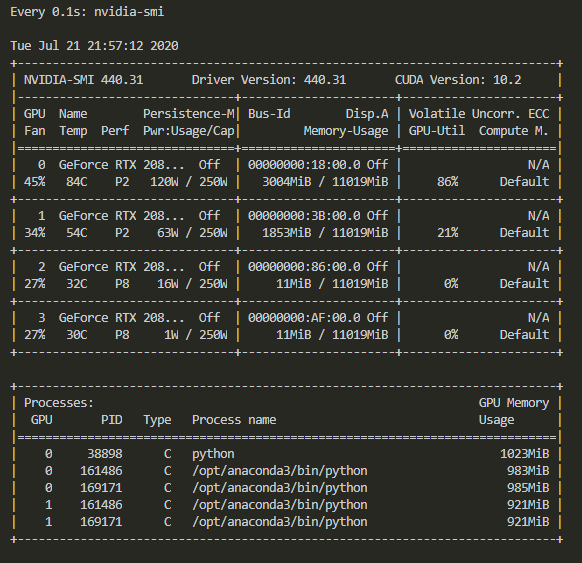 Every 0.1s: nvidia-smi
Tue Jul 21 21:57:12 2020
+-----------------------------------------------------------------------------+
| NVIDIA-SMI 440.31       Driver Version: 440.31       CUDA Version: 10.2     |
|-------------------------------+----------------------+----------------------+
| GPU  Name        Persistence-M| Bus-Id        Disp.A | Volatile Uncorr. ECC |
| Fan  Temp  Perf  Pwr:Usage/Cap|         Memory-Usage | GPU-Util  Compute M. |
|===============================+======================+======================|
|   0  GeForce RTX 208...  Off  | 00000000:18:00.0 Off |                  N/A |
| 45%   84C    P2   120W / 250W |   3004MiB / 11019MiB |     86%      Default |
+-------------------------------+----------------------+----------------------+
|   1  GeForce RTX 208...  Off  | 00000000:3B:00.0 Off |                  N/A |
| 34%   54C    P2    63W / 250W |   1853MiB / 11019MiB |     21%      Default |
+-------------------------------+----------------------+----------------------+
|   2  GeForce RTX 208...  Off  | 00000000:86:00.0 Off |                  N/A |
| 27%   32C    P8    16W / 250W |     11MiB / 11019MiB |      0%      Default |
+-------------------------------+----------------------+----------------------+
|   3  GeForce RTX 208...  Off  | 00000000:AF:00.0 Off |                  N/A |
| 27%   30C    P8     1W / 250W |     11MiB / 11019MiB |      0%      Default |
+-------------------------------+----------------------+----------------------+
+-----------------------------------------------------------------------------+
| Processes:                                                       GPU Memory |
|  GPU       PID   Type   Process name                             Usage      |
|=============================================================================|
|    0     38898      C   python                                      1023MiB |
|    0    161486      C   /opt/anaconda3/bin/python                    983MiB |
|    0    169171      C   /opt/anaconda3/bin/python                    985MiB |
|    1    161486      C   /opt/anaconda3/bin/python                    921MiB |
|    1    169171      C   /opt/anaconda3/bin/python                    921MiB |
+-----------------------------------------------------------------------------+